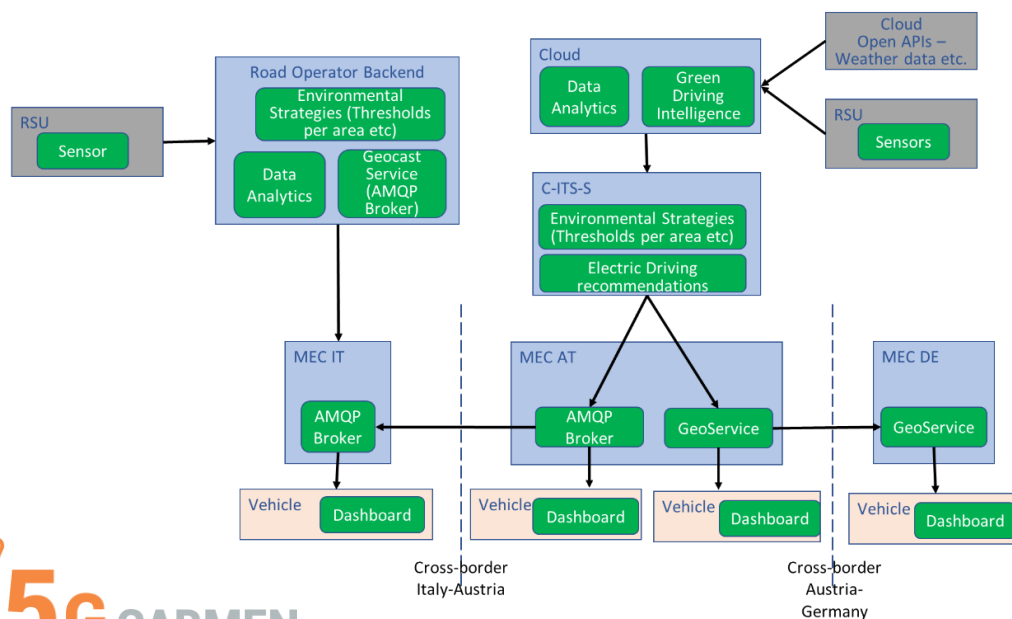 Cloud
Open APIs –
Weather data etc.
Cloud
Data
Analytics
Green
Driving
Intelligence
Road Operator Backend
Environmental
Strategies (Thresholds
per area etc)
Data
Analytics
Geocast
Service
(AMQP
Broker)
RSU
Sensor
RSU
Sensors
C-ITS-S
Environmental Strategies
(Thresholds per area etc)
Electric Driving
recommendations
MEC IT
AMQP
Broker
MEC AT
AMQP
Broker
GeoService
MEC DE
GeoService
Vehicle
Dashboard
Vehicle
Dashboard
Vehicle
Dashboard
Vehicle
Dashboard
Cross-border
Italy-Austria
Cross-border
Austria-
Germany
5G CARMEN